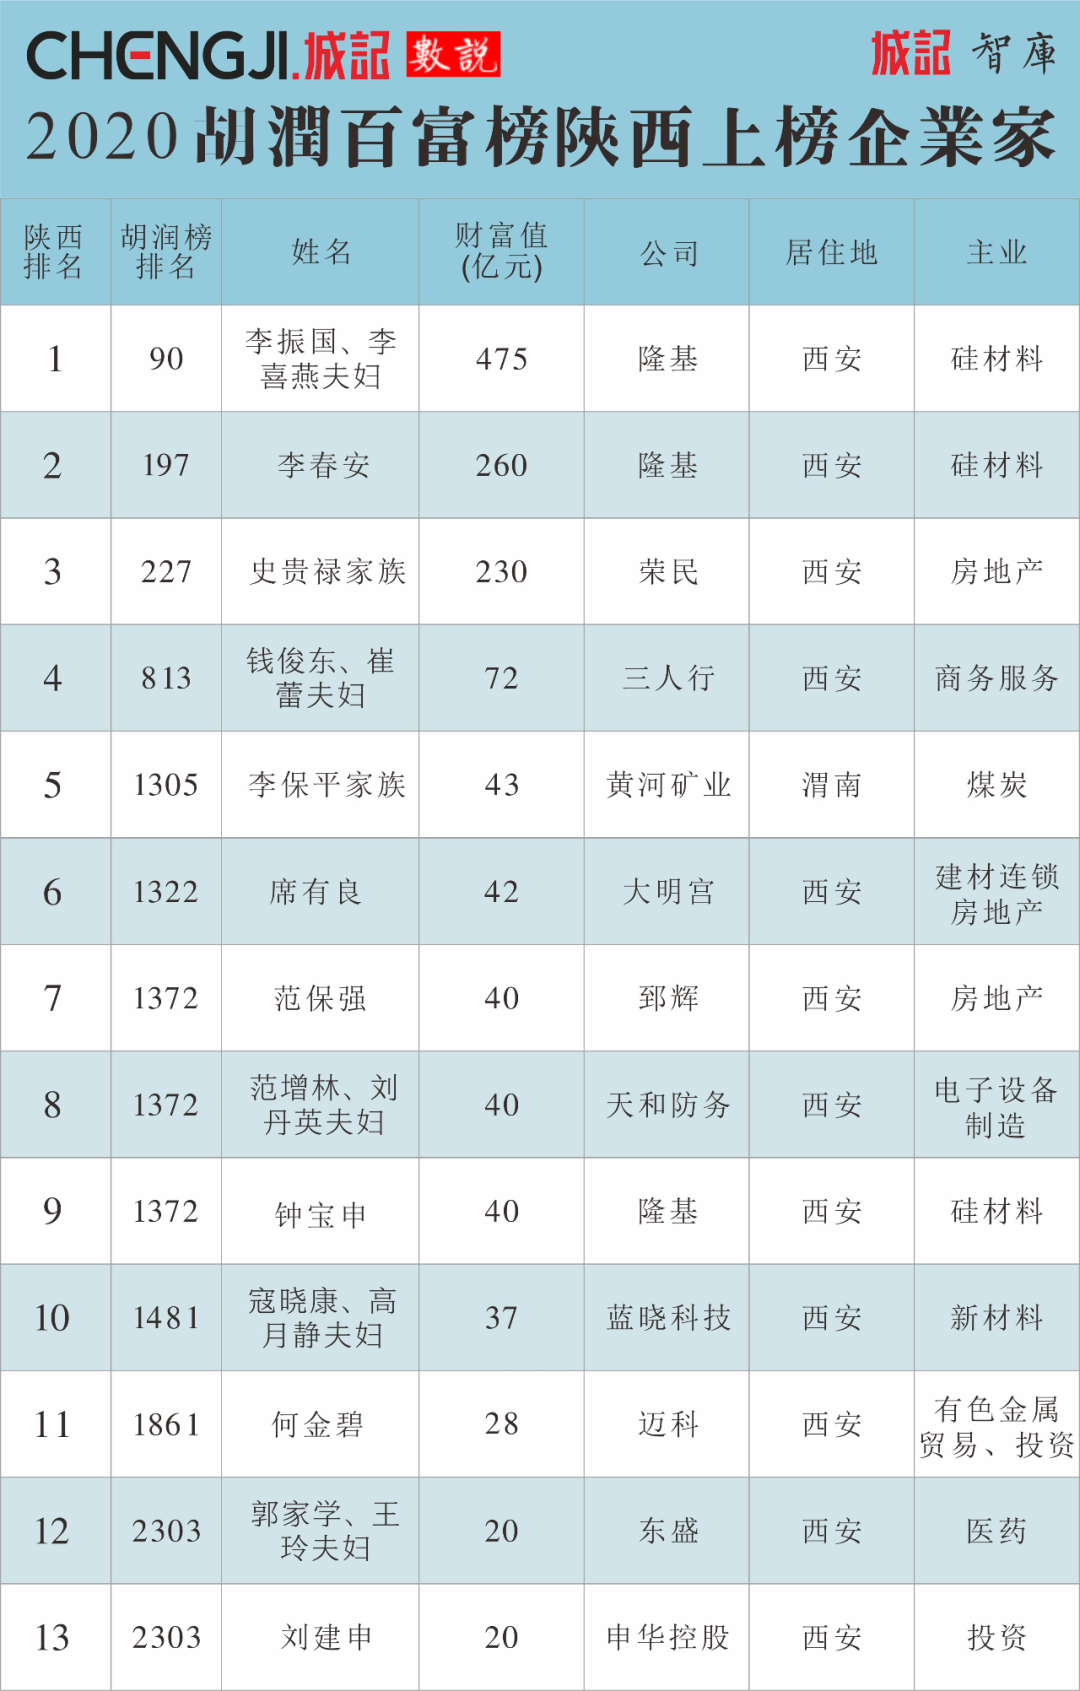 CHENGJI.城記 數説
城記 智庫
2020胡潤百富榜陝西上榜企業家
陕西排名 胡润榜排名 姓名 财富值(亿元) 公司 居住地 主业
1 90 李振国、李喜燕夫妇 475 隆基 西安 硅材料
2 197 李春安 260 隆基 西安 硅材料
3 227 史贵禄家族 230 荣民 西安 房地产
4 813 钱俊东、崔蕾夫妇 72 三人行 西安 商务服务
5 1305 李保平家族 43 黄河矿业 渭南 煤炭
6 1322 席有良 42 大明宫 西安 建材连锁房地产
7 1372 范保强 40 郅辉 西安 房地产
8 1372 范增林、刘丹英夫妇 40 天和防务 西安 电子设备制造
9 1372 钟宝申 40 隆基 西安 硅材料
10 1481 寇晓康、高月静夫妇 37 蓝晓科技 西安 新材料
11 1861 何金碧 28 迈科 西安 有色金属贸易、投资
12 2303 郭家学、王玲夫妇 20 东盛 西安 医药
13 2303 刘建申 20 申华控股 西安 投资